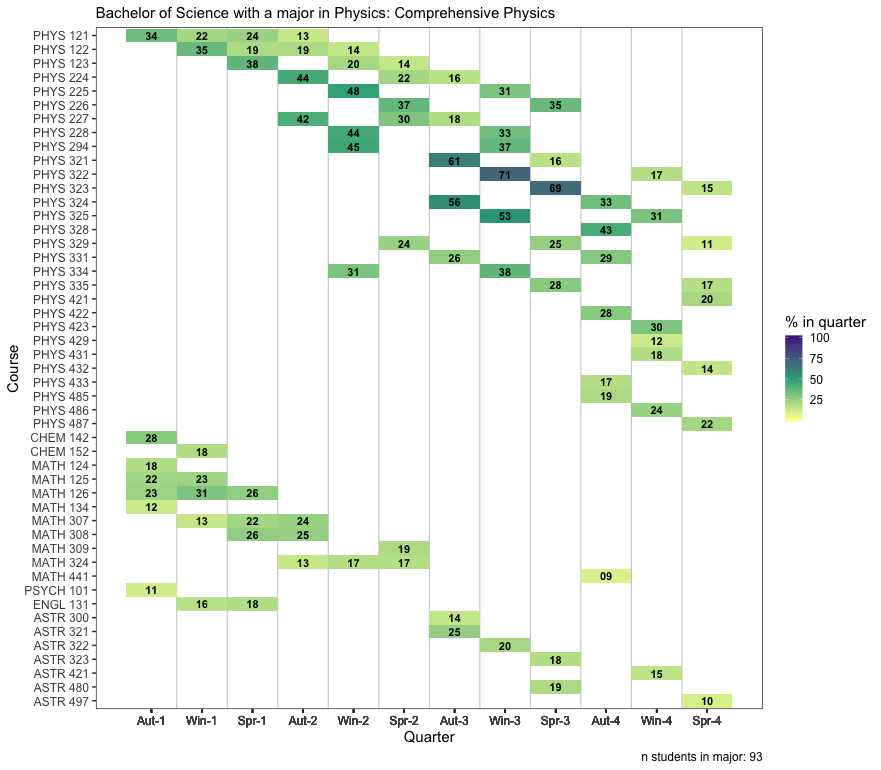 Bachelor of Science with a major in Physics: Comprehensive Physics
PHYS 121 34 22 24 13
PHYS 122 35 19 19 14
PHYS 123 38 20 14
PHYS 224 44 22 16
PHYS 225 48 31
PHYS 226 37 35
PHYS 227 42 30 18
PHYS 228 44 33
PHYS 294 45 37
PHYS 321 61 16
PHYS 322 71 17
PHYS 323 69 15
PHYS 324 56 33
PHYS 325 53 31
PHYS 328 43
PHYS 329 24 25 11
PHYS 331 26 29
PHYS 334 31 38
PHYS 335 28 17
PHYS 421 20
PHYS 422 28
PHYS 423 30
PHYS 429 12
PHYS 431 18
PHYS 432 14
PHYS 433 17
PHYS 485 19
PHYS 486 24
PHYS 487 22
CHEM 142 28
CHEM 152 18
MATH 124 18
MATH 125 22 23
MATH 126 23 31 26
MATH 134 12
MATH 307 13 22 24
MATH 308 26 25
MATH 309 19
MATH 324 13 17 17
MATH 441 09
PSYCH 101 11
ENGL 131 16 18
ASTR 300 14
ASTR 321 25
ASTR 322 20
ASTR 323 18
ASTR 421 15
ASTR 480 19
ASTR 497 10
Aut-1 Win-1 Spr-1 Aut-2 Win-2 Spr-2 Aut-3 Win-3 Spr-3 Aut-4 Win-4 Spr-4
Quarter
Course
% in quarter
100
75
50
25
n students in major: 93